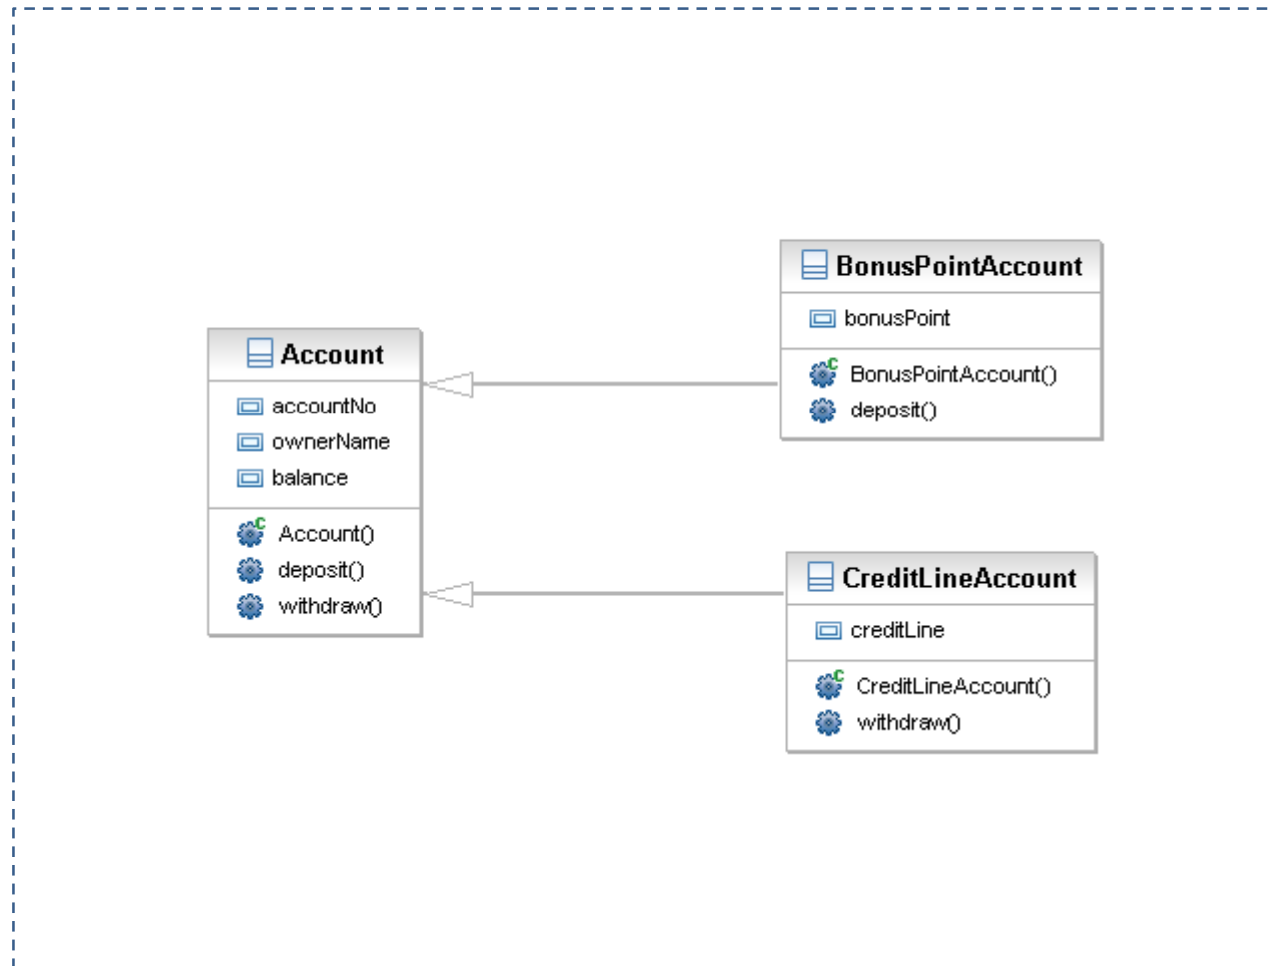 Account
accountNo
ownerName
balance
Account()
deposit()
withdraw()
BonusPointAccount
bonusPoint
BonusPointAccount()
deposit()
CreditLineAccount
creditLine
CreditLineAccount()
withdraw()